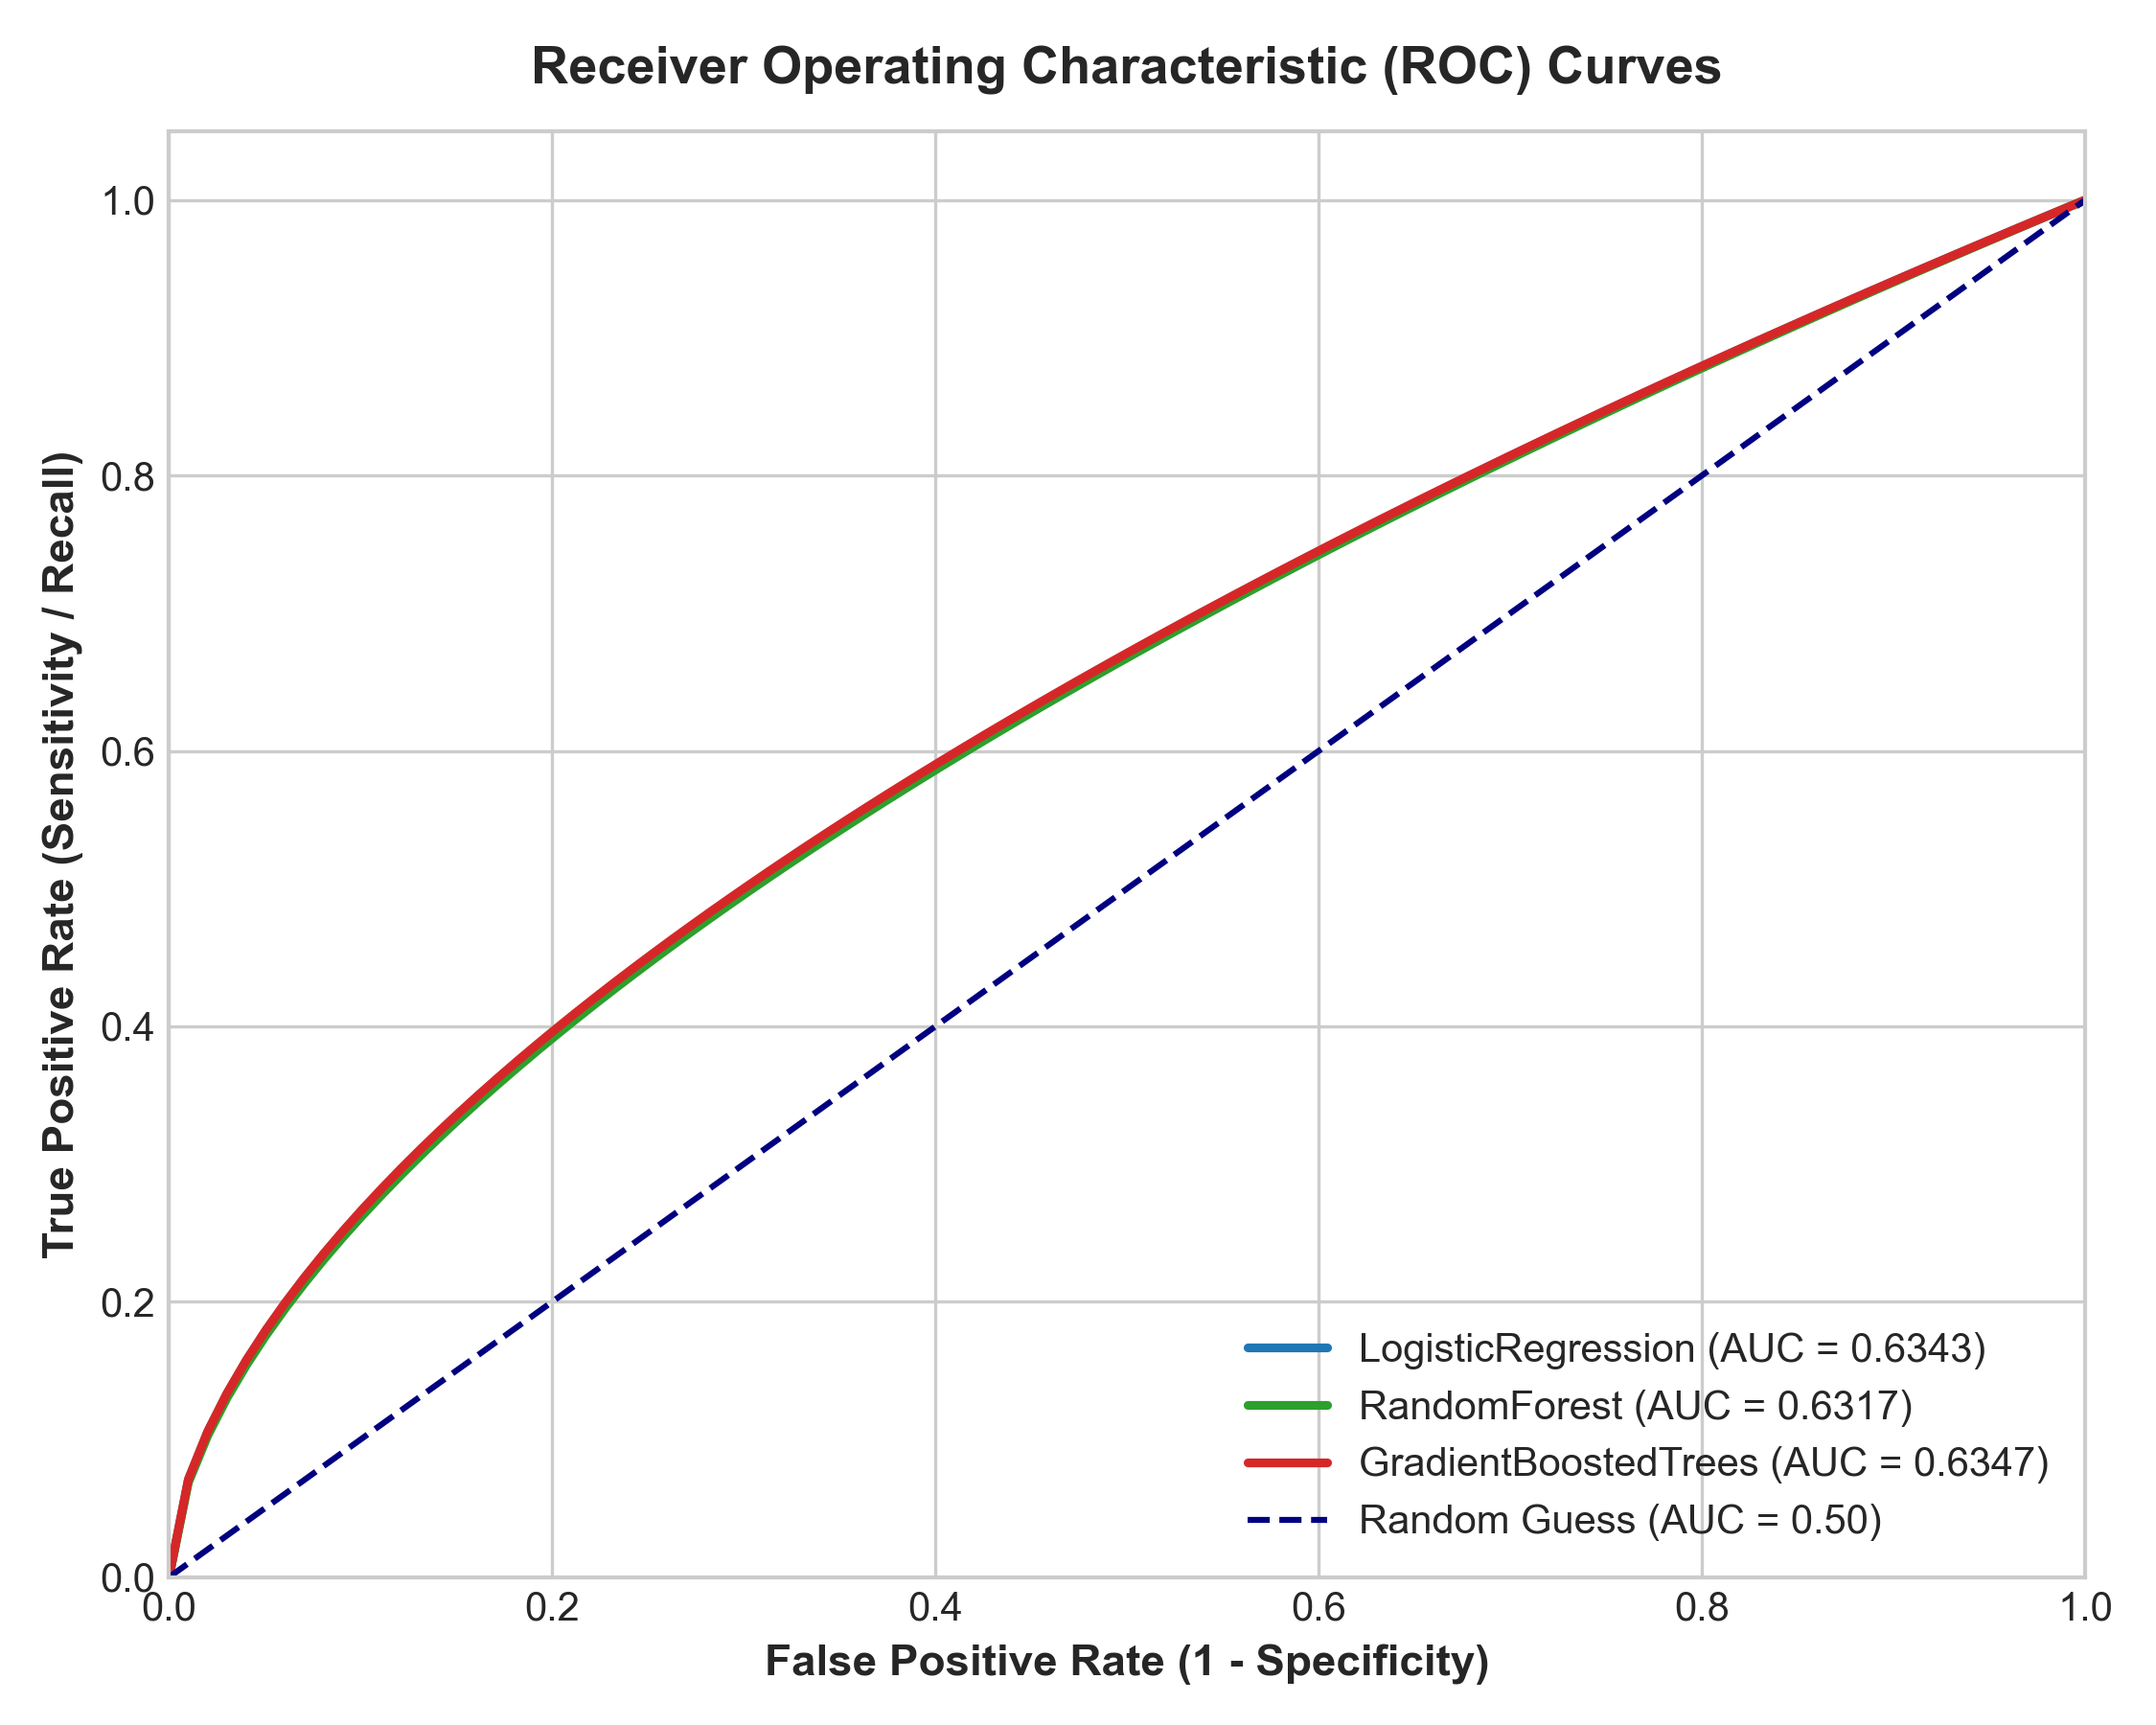 Receiver Operating Characteristic (ROC) Curves
True Positive Rate (Sensitivity / Recall)
1.0
0.8
0.6
0.4
0.2
0.0
0.0
0.2
0.4
0.6
0.8
1.0
False Positive Rate (1 - Specificity)
LogisticRegression (AUC = 0.6343)
RandomForest (AUC = 0.6317)
GradientBoostedTrees (AUC = 0.6347)
Random Guess (AUC = 0.50)